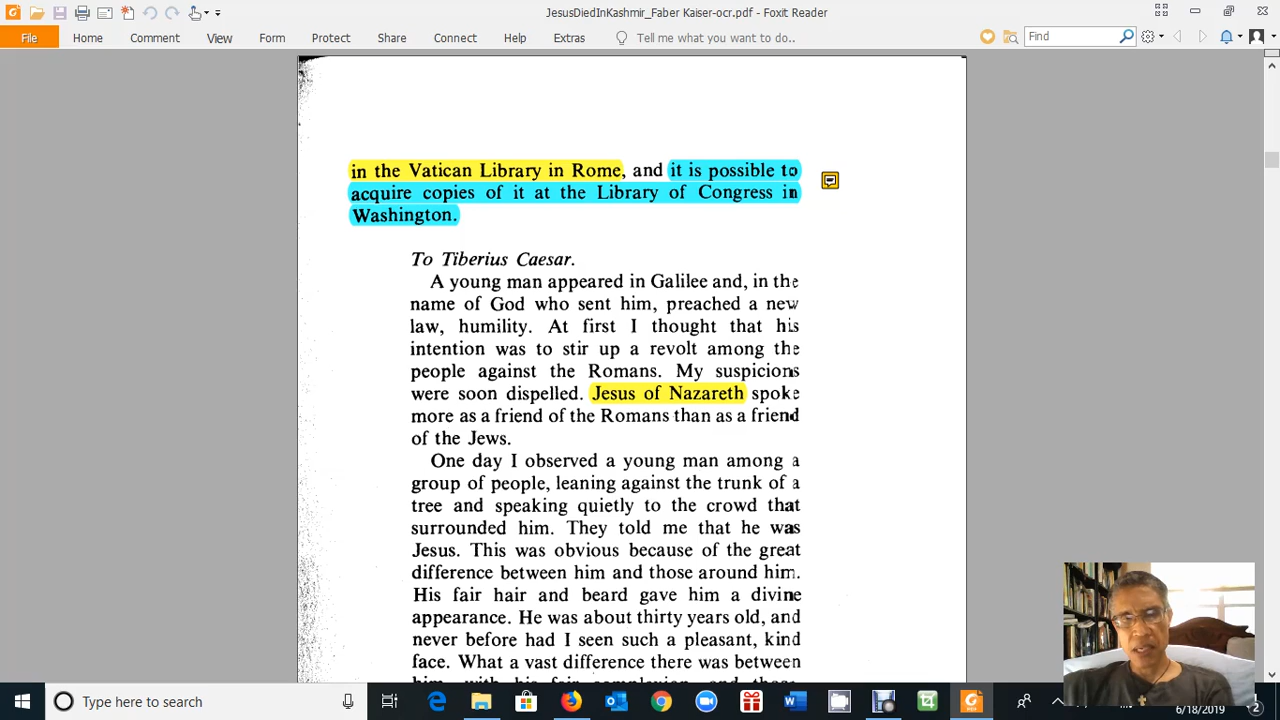 JesusDiedInKashmir_Faber Kaiser-ocr.pdf - Foxit Reader
File Home Comment View Form Protect Share Connect Help Extras Tell me what you want to do.. Find
in the Vatican Library in Rome, and it is possible to
acquire copies of it at the Library of Congress in
Washington.
To Tiberius Caesar.
A young man appeared in Galilee and, in the
name of God who sent him, preached a new
law, humility. At first I thought that his
intention was to stir up a revolt among the
people against the Romans. My suspicions
were soon dispelled. Jesus of Nazareth spoke
more as a friend of the Romans than as a friend
of the Jews.
One day I observed a young man among a
group of people, leaning against the trunk of a
tree and speaking quietly to the crowd that
surrounded him. They told me that he was
Jesus. This was obvious because of the great
difference between him and those around him.
His fair hair and beard gave him a divine
appearance. He was about thirty years old, and
never before had I seen such a pleasant, kind
face. What a vast difference there was between
Type here to search
6/18/2019